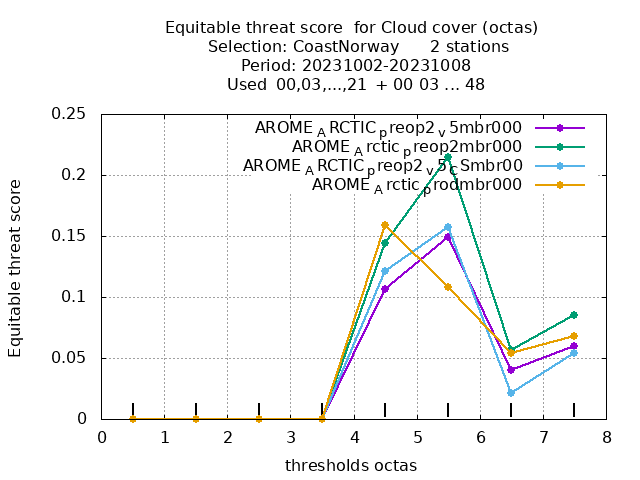 Equitable threat score for Cloud cover (octas)
Selection: CoastNorway 2 stations
Period: 20231002-20231008
Used 00,03,...,21 + 00 03 ... 48
0.25
0.2
0.15
0.1
0.05
0
Equitable threat score
AROME_ARCTIC_preop2_v5mbr000
AROME_Arctic_preop2mbr000
AROME_ARCTIC_preop2_v5_CSmbr00
AROME_Arctic_prodmbr000
0 1 2 3 4 5 6 7 8
thresholds octas